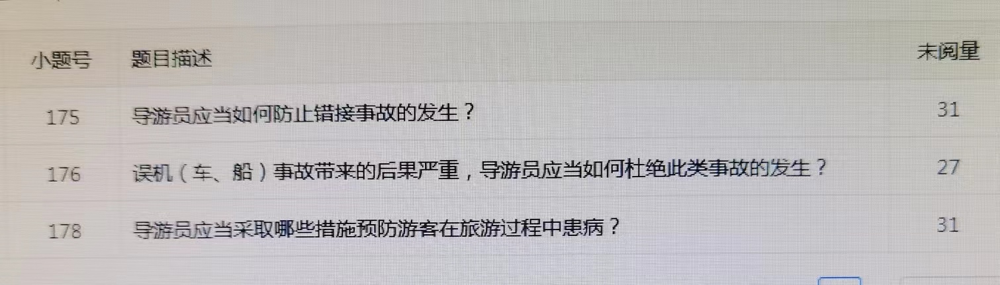 小题号 题目描述 未阅量
175 导游员应当如何防止错接事故的发生？ 31
176 误机（车、船）事故带来的后果严重，导游员应当如何杜绝此类事故的发生？ 27
178 导游员应当采取哪些措施预防游客在旅游过程中患病？ 31